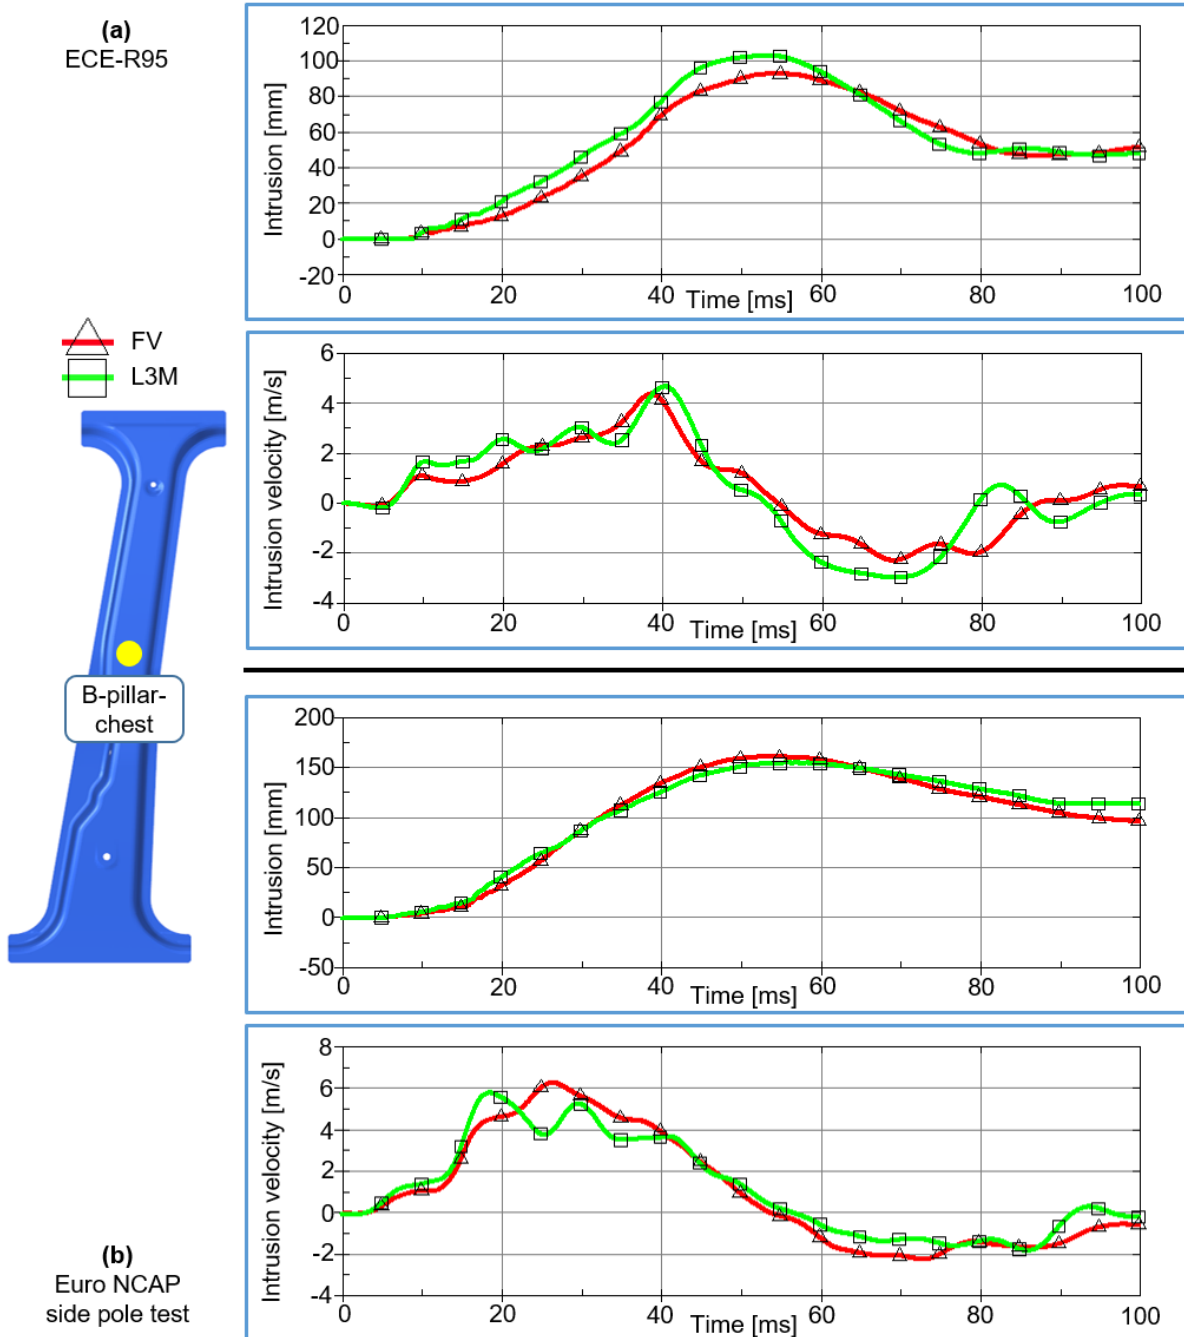 (a)
ECE-R95
120
100
80
60
40
20
0
-20
Intrusion [mm]
0 20 40 60 80 100
Time [ms]
FV
L3M
6
4
2
0
-2
-4
Intrusion velocity [m/s]
0 20 40 60 80 100
Time [ms]
B-pillar-
chest
200
150
100
50
0
-50
Intrusion [mm]
0 20 40 60 80 100
Time [ms]
8
6
4
2
0
-2
-4
Intrusion velocity [m/s]
0 20 40 60 80 100
Time [ms]
(b)
Euro NCAP
side pole test